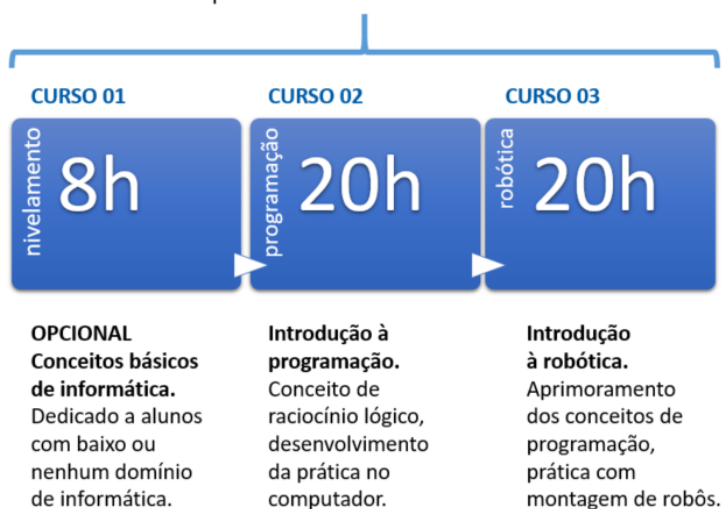 CURSO 01
nivelamento
8h
OPCIONAL
Conceitos básicos
de informática.
Dedicado a alunos
com baixo ou
nenhum domínio
de informática.
CURSO 02
programação
20h
Introdução à
programação.
Conceito de
raciocínio lógico,
desenvolvimento
da prática no
computador.
CURSO 03
robótica
20h
Introdução
à robótica.
Aprimoramento
dos conceitos de
programação,
prática com
montagem de robôs.